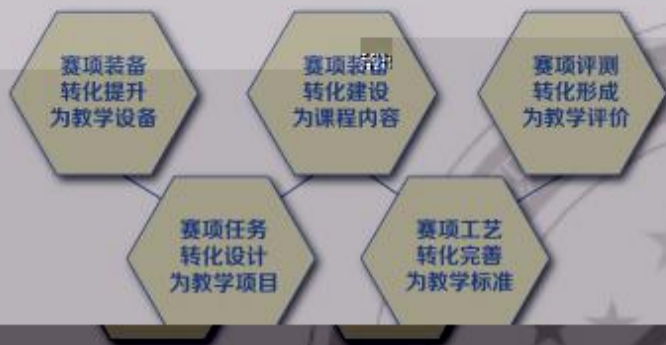 赛项装备
转化提升
为教学设备
赛项
转化建设
为课程内容
赛项评测
转化形成
为教学评价
赛项任务
转化设计
为教学项目
赛项工艺
转化完善
为教学标准